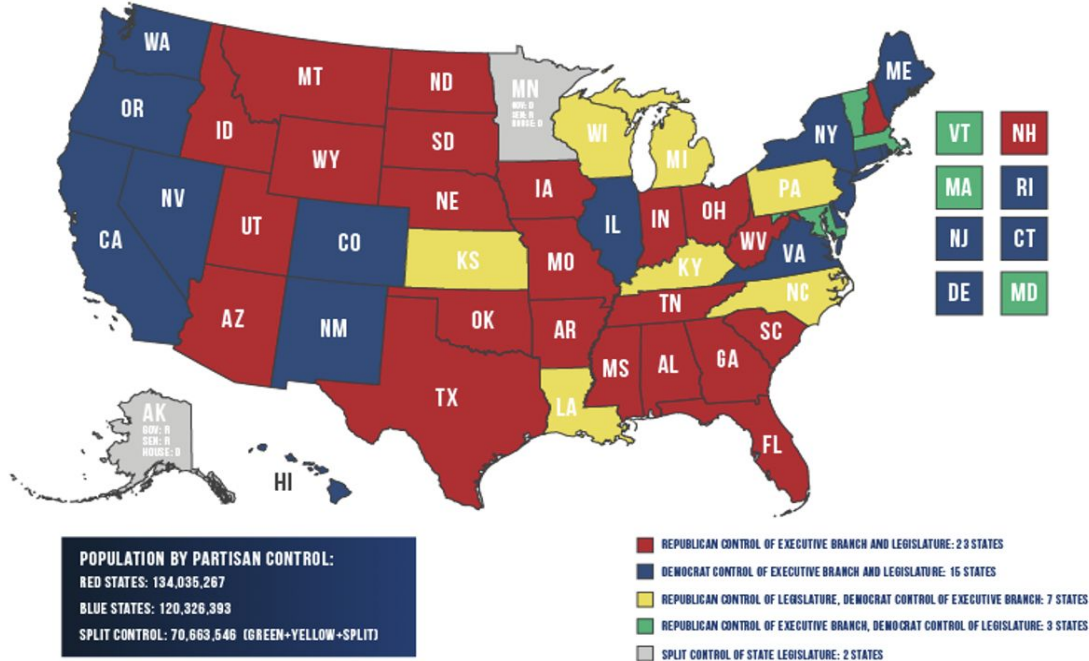 WA
MT
ND
MN
GOV: D
SEN: R
HOUSE: D
ME
OR
ID
WY
SD
WI
MI
NY
VT
NH
NV
UT
NE
IA
PA
MA
RI
CA
CO
KS
MO
IL
IN
OH
WV
VA
KY
NJ
CT
AZ
NM
OK
AR
TN
NC
SC
DE
MD
TX
LA
MS
AL
GA
FL
AK
GOV: R
SEN: R
HOUSE: D
HI
POPULATION BY PARTISAN CONTROL:
RED STATES: 134,035,267
BLUE STATES: 120,326,393
SPLIT CONTROL: 70,663,546 (GREEN+YELLOW+SPLIT)
REPUBLICAN CONTROL OF EXECUTIVE BRANCH AND LEGISLATURE: 23 STATES
DEMOCRAT CONTROL OF EXECUTIVE BRANCH AND LEGISLATURE: 15 STATES
REPUBLICAN CONTROL OF LEGISLATURE, DEMOCRAT CONTROL OF EXECUTIVE BRANCH: 7 STATES
REPUBLICAN CONTROL OF EXECUTIVE BRANCH, DEMOCRAT CONTROL OF LEGISLATURE: 3 STATES
SPLIT CONTROL OF STATE LEGISLATURE: 2 STATES